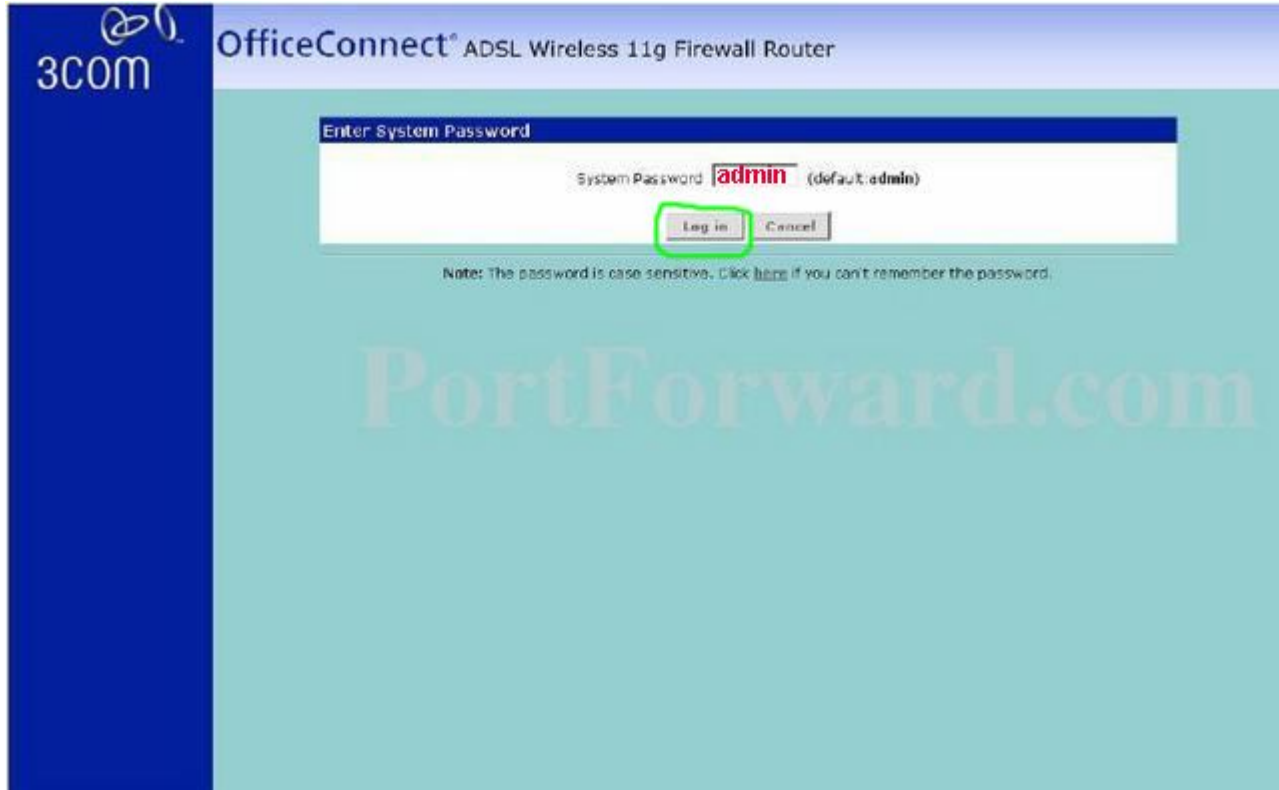 3COM
OfficeConnect® ADSL Wireless 11g Firewall Router
Enter System Password
System Password admin (default:admin)
Log in Cancel
Note: The password is case sensitive. Click here if you can't remember the password.
PortForward.com